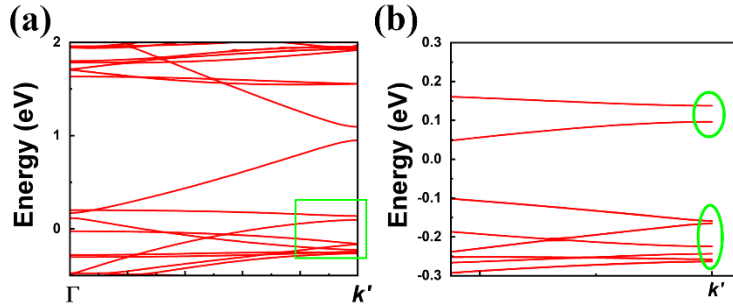 (a)
Energy (eV)
2
1
0
Γ
k'
(b)
Energy (eV)
0.3
0.2
0.1
0.0
-0.1
-0.2
-0.3
k'